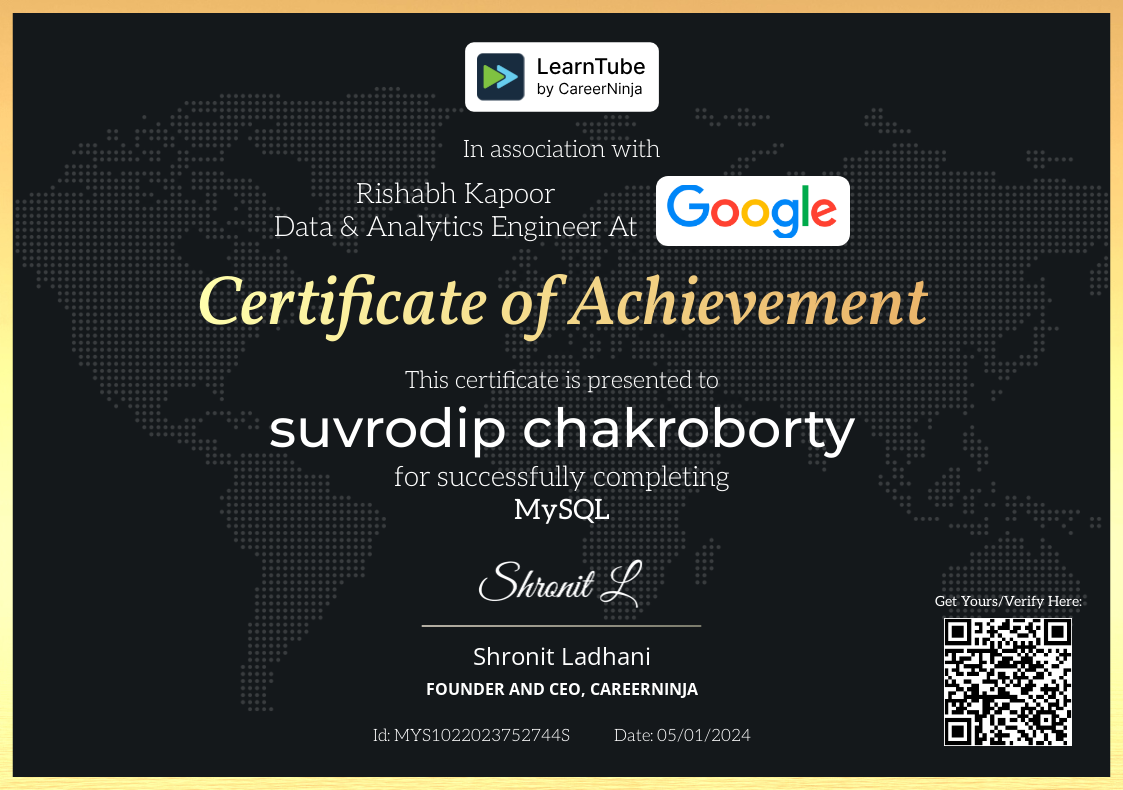 LearnTube
by CareerNinja
In association with
Rishabh Kapoor
Data & Analytics Engineer At Google
Certificate of Achievement
This certificate is presented to
suvrodip chakroborty
for successfully completing
MySQL
Shronit L
Shronit Ladhani
FOUNDER AND CEO, CAREERNINJA
Get Yours/Verify Here:
Id: MYS1022023752744S Date: 05/01/2024